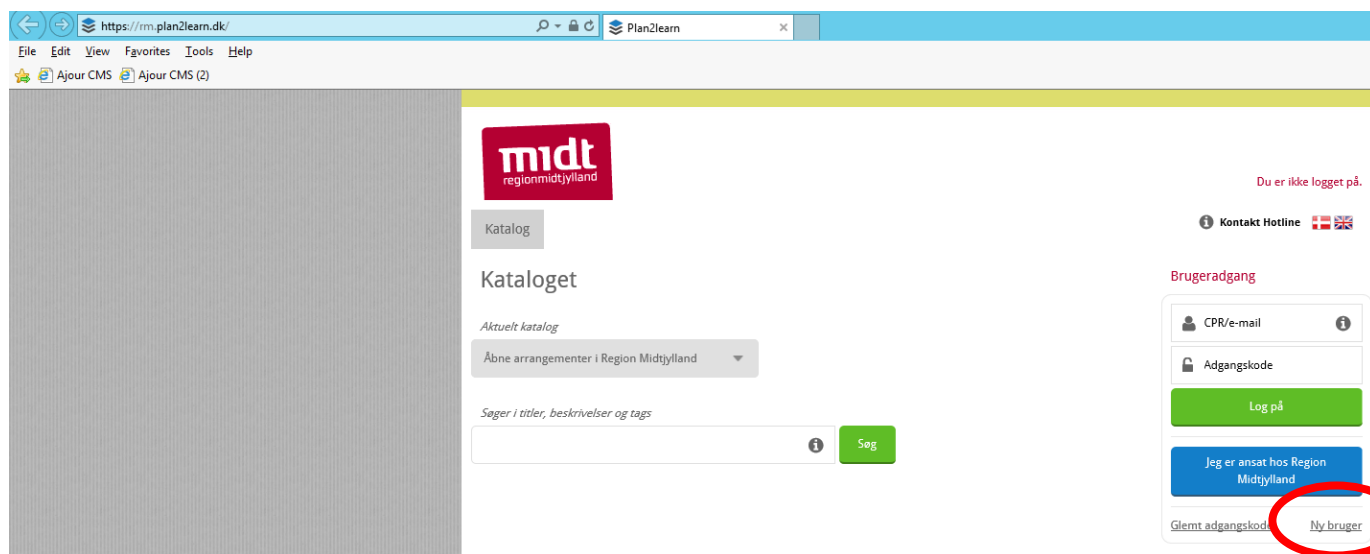 https://rm.plan2learn.dk/
Plan2learn
File Edit View Favorites Tools Help
Ajour CMS Ajour CMS (2)
midt
regionmidtjylland
Du er ikke logget på.
Katalog
Kontakt Hotline
Kataloget
Brugeradgang
Aktuelt katalog
CPR/e-mail
Åbne arrangementer i Region Midtjylland
Adgangskode
Log på
Søger i titler, beskrivelser og tags
Søg
Jeg er ansat hos Region
Midtjylland
Glemt adgangskode
Ny bruger